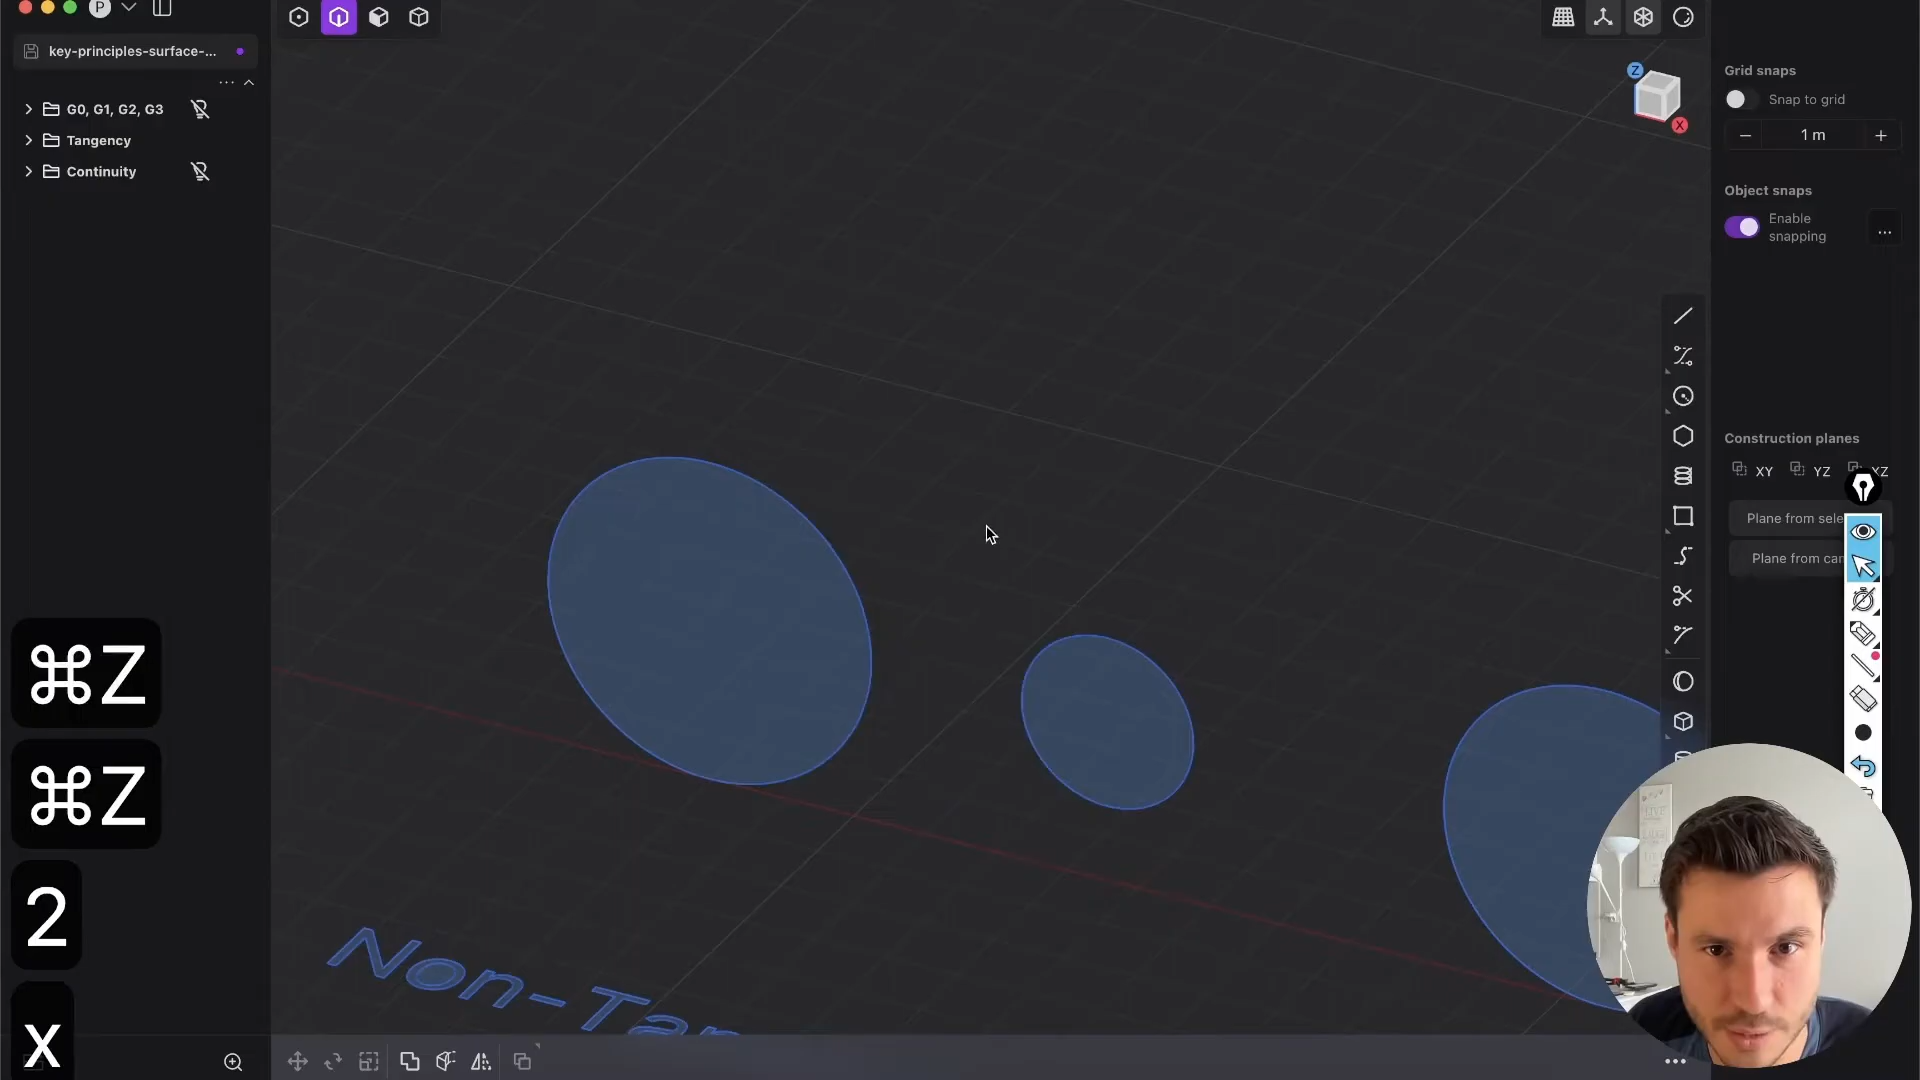 P
key-principles-surface-...
...
G0, G1, G2, G3
Tangency
Continuity
Grid snaps
Snap to grid
1 m
Object snaps
Enable
snapping
...
Construction planes
XY
YZ
XZ
Plane from sele
Plane from can
Z
X
⌘Z
⌘Z
2
x
Non-Tan